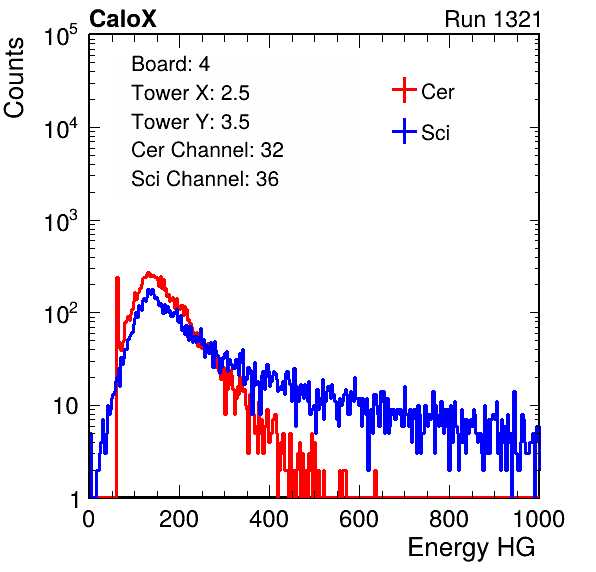 CaloX Run 1321
Counts
Board: 4
Tower X: 2.5
Tower Y: 3.5
Cer Channel: 32
Sci Channel: 36
Cer
Sci
10^5
10^4
10^3
10^2
10
1
0 200 400 600 800 1000
Energy HG